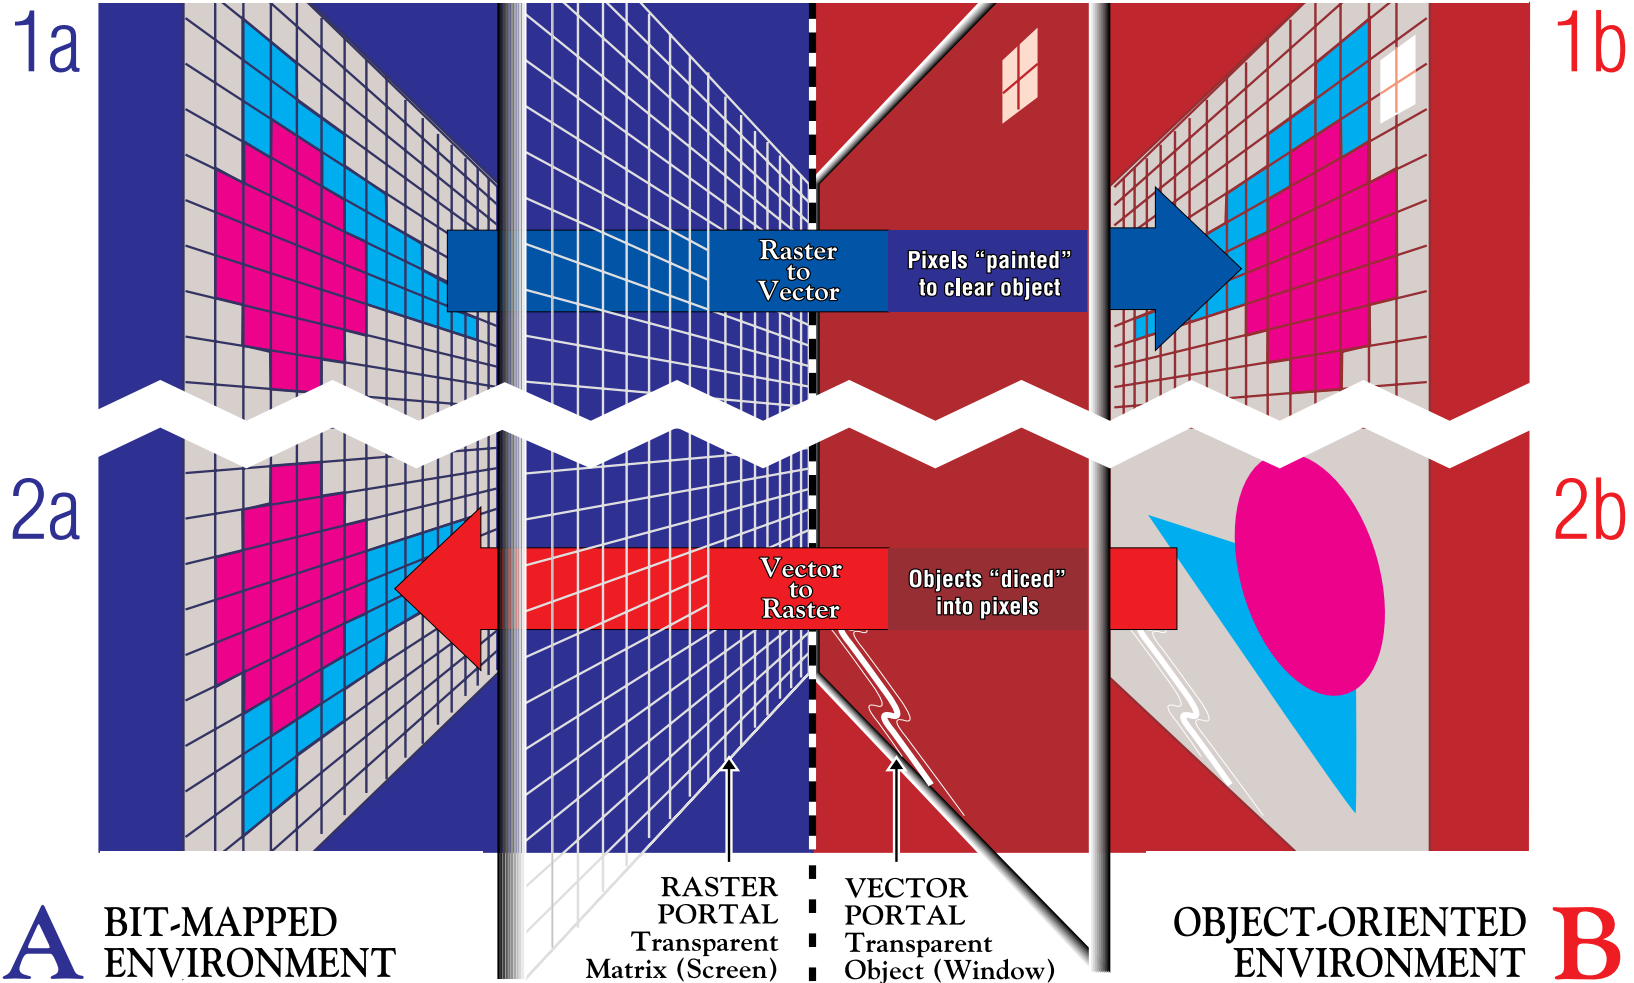 1a
1b
Raster
to
Vector
Pixels “painted”
to clear object
2a
2b
Vector
to
Raster
Objects “diced”
into pixels
RASTER
PORTAL
Transparent
Matrix (Screen)
VECTOR
PORTAL
Transparent
Object (Window)
A
BIT-MAPPED
ENVIRONMENT
OBJECT-ORIENTED
ENVIRONMENT
B